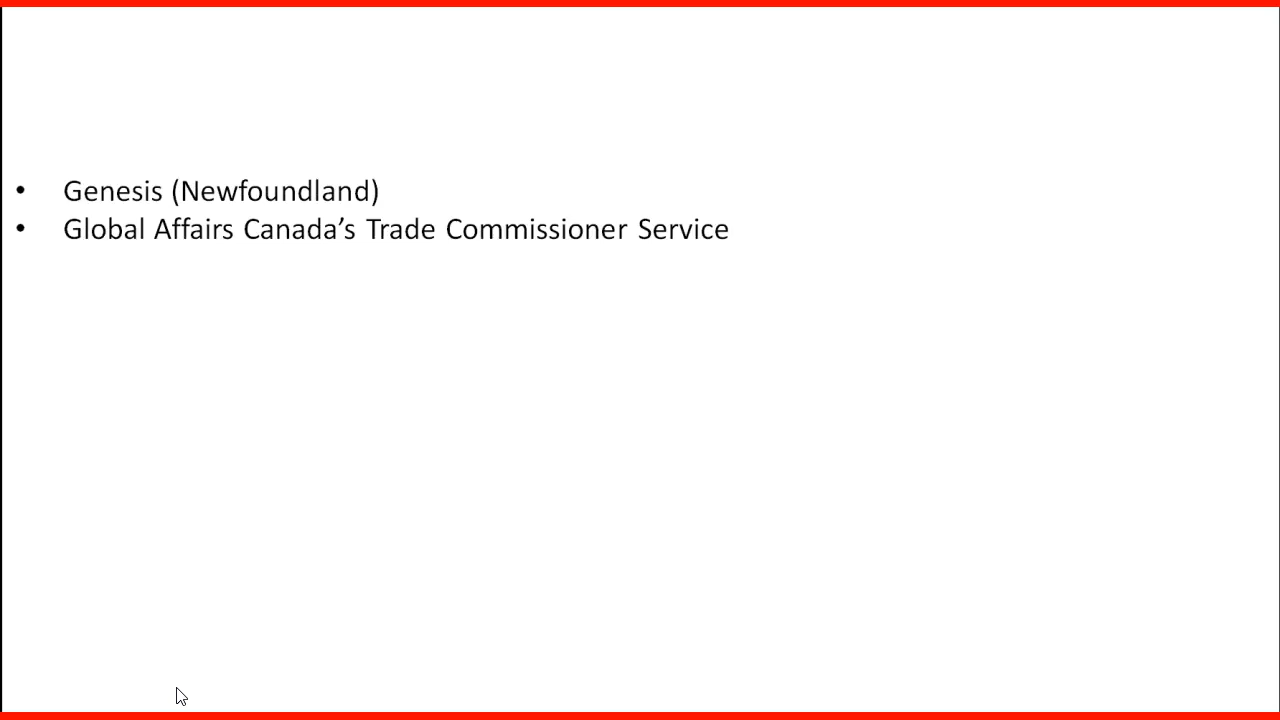 • Genesis (Newfoundland)
• Global Affairs Canada’s Trade Commissioner Service